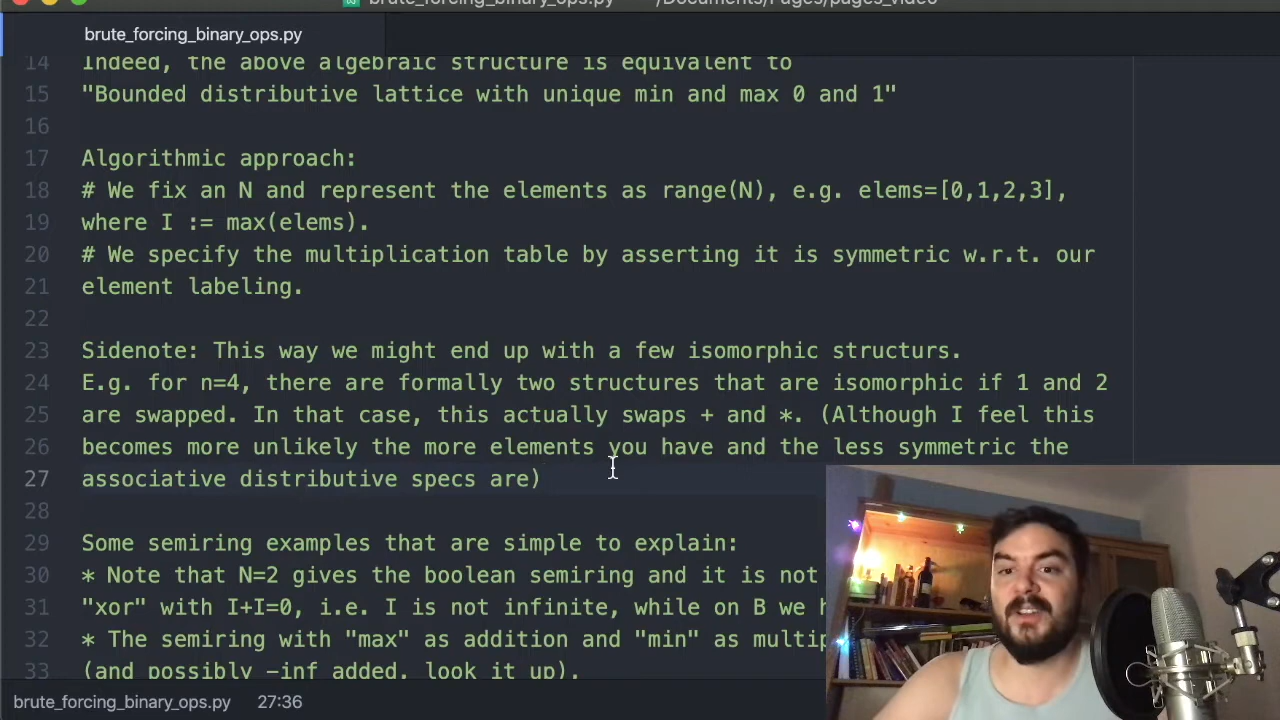 brute_forcing_binary_ops.py ~/Documents/Pages/pages_video
brute_forcing_binary_ops.py
14 Indeed, the above algebraic structure is equivalent to
15 "Bounded distributive lattice with unique min and max 0 and 1"
16
17 Algorithmic approach:
18 # We fix an N and represent the elements as range(N), e.g. elems=[0,1,2,3],
19 where I := max(elems).
20 # We specify the multiplication table by asserting it is symmetric w.r.t. our
21 element labeling.
22
23 Sidenote: This way we might end up with a few isomorphic structurs.
24 E.g. for n=4, there are formally two structures that are isomorphic if 1 and 2
25 are swapped. In that case, this actually swaps + and *. (Although I feel this
26 becomes more unlikely the more elements you have and the less symmetric the
27 associative distributive specs are)
28
29 Some semiring examples that are simple to explain:
30 * Note that N=2 gives the boolean semiring and it is not
31 "xor" with I+I=0, i.e. I is not infinite, while on B we
32 * The semiring with "max" as addition and "min" as
33 (and possibly -inf added, look it up).
brute_forcing_binary_ops.py 27:36